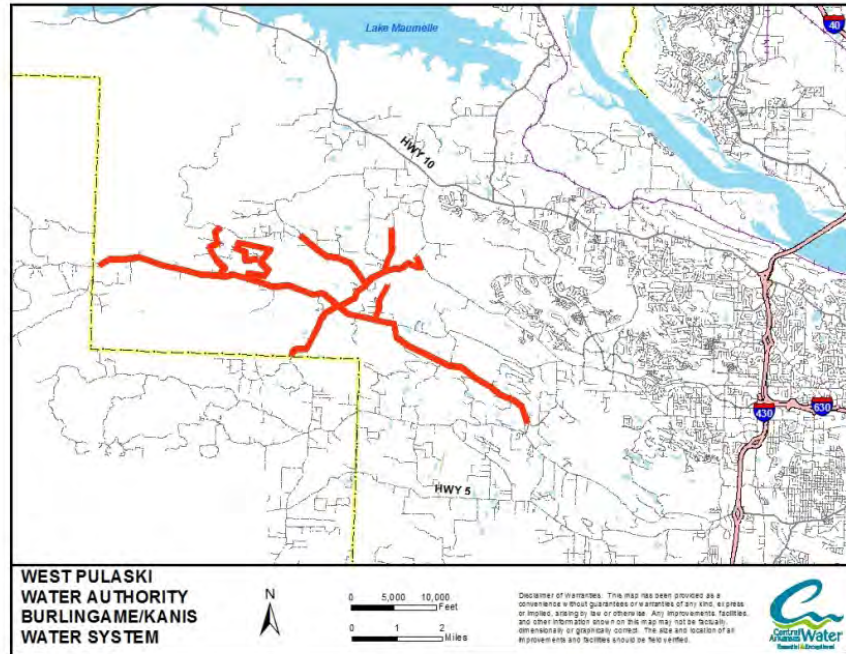 40
Lake Maumelle
HWY 10
430
630
HWY 5
WEST PULASKI
WATER AUTHORITY
BURLINGAME/KANIS
WATER SYSTEM
N
0 5,000 10,000
Feet
0 1 2
Miles
Disclaimer of Warranties: This map has been provided as a
convenience without guarantees or warranties of any kind, express
or implied, arising by law or otherwise. Any improvements, facilities,
and other information shown on this map may not be factually,
dimensionally or graphically correct. The size and location of all
improvements and facilities should be field verified.
Central
Arkansas Water
Essential & Exceptional